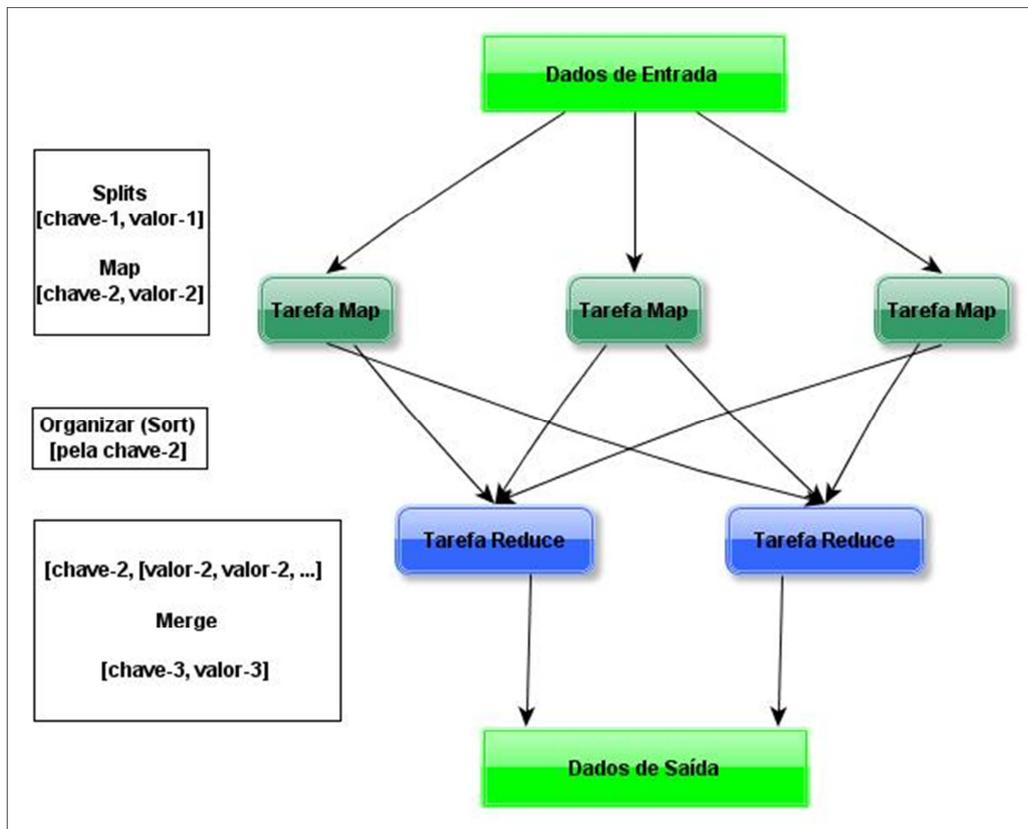 Dados de Entrada
Splits
[chave-1, valor-1]
Map
[chave-2, valor-2]
Tarefa Map
Tarefa Map
Tarefa Map
Organizar (Sort)
[pela chave-2]
Tarefa Reduce
Tarefa Reduce
[chave-2, [valor-2, valor-2, ...]
Merge
[chave-3, valor-3]
Dados de Saída